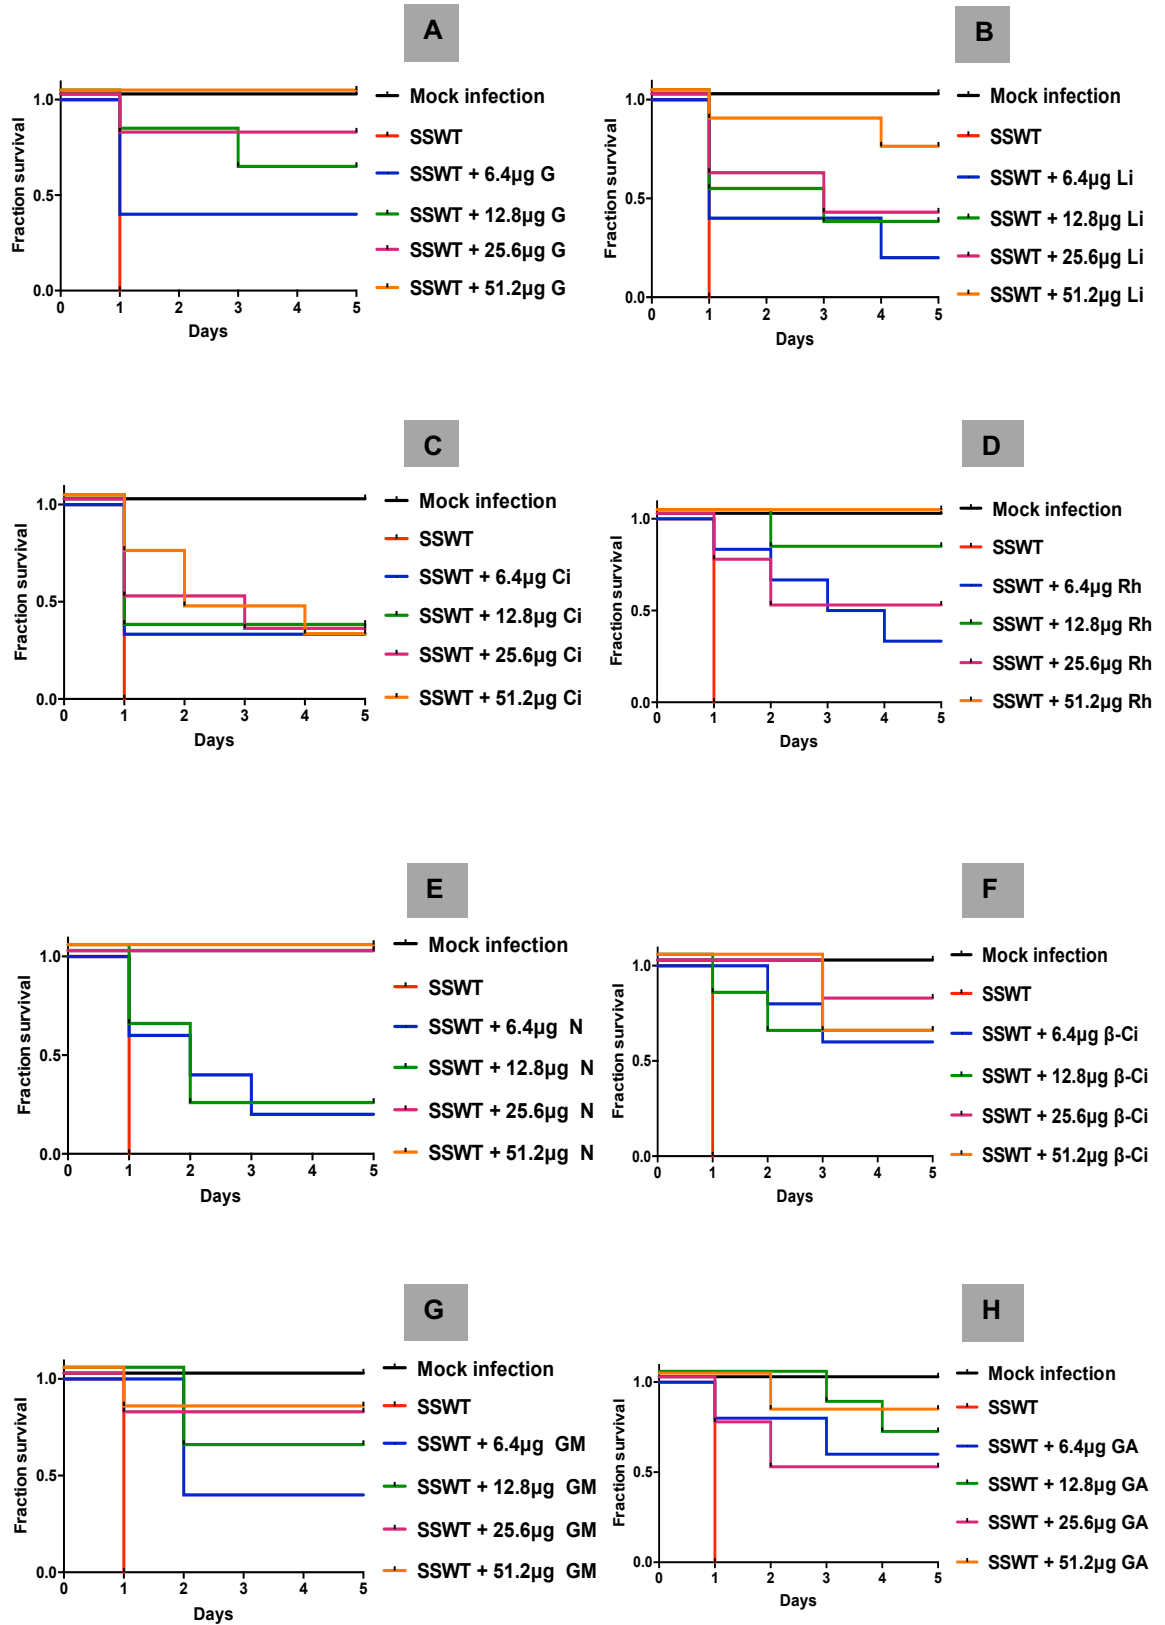 A
Fraction survival
1.0
0.5
0.0
0 1 2 3 4 5
Days
Mock infection
SSWT
SSWT + 6.4µg G
SSWT + 12.8µg G
SSWT + 25.6µg G
SSWT + 51.2µg G
B
Fraction survival
1.0
0.5
0.0
0 1 2 3 4 5
Days
Mock infection
SSWT
SSWT + 6.4µg Li
SSWT + 12.8µg Li
SSWT + 25.6µg Li
SSWT + 51.2µg Li
C
Fraction survival
1.0
0.5
0.0
0 1 2 3 4 5
Days
Mock infection
SSWT
SSWT + 6.4µg Ci
SSWT + 12.8µg Ci
SSWT + 25.6µg Ci
SSWT + 51.2µg Ci
D
Fraction survival
1.0
0.5
0.0
0 1 2 3 4 5
Days
Mock infection
SSWT
SSWT + 6.4µg Rh
SSWT + 12.8µg Rh
SSWT + 25.6µg Rh
SSWT + 51.2µg Rh
E
Fraction survival
1.0
0.5
0.0
0 1 2 3 4 5
Days
Mock infection
SSWT
SSWT + 6.4µg N
SSWT + 12.8µg N
SSWT + 25.6µg N
SSWT + 51.2µg N
F
Fraction survival
1.0
0.5
0.0
0 1 2 3 4 5
Days
Mock infection
SSWT
SSWT + 6.4µg β-Ci
SSWT + 12.8µg β-Ci
SSWT + 25.6µg β-Ci
SSWT + 51.2µg β-Ci
G
Fraction survival
1.0
0.5
0.0
0 1 2 3 4 5
Days
Mock infection
SSWT
SSWT + 6.4µg GM
SSWT + 12.8µg GM
SSWT + 25.6µg GM
SSWT + 51.2µg GM
H
Fraction survival
1.0
0.5
0.0
0 1 2 3 4 5
Days
Mock infection
SSWT
SSWT + 6.4µg GA
SSWT + 12.8µg GA
SSWT + 25.6µg GA
SSWT + 51.2µg GA